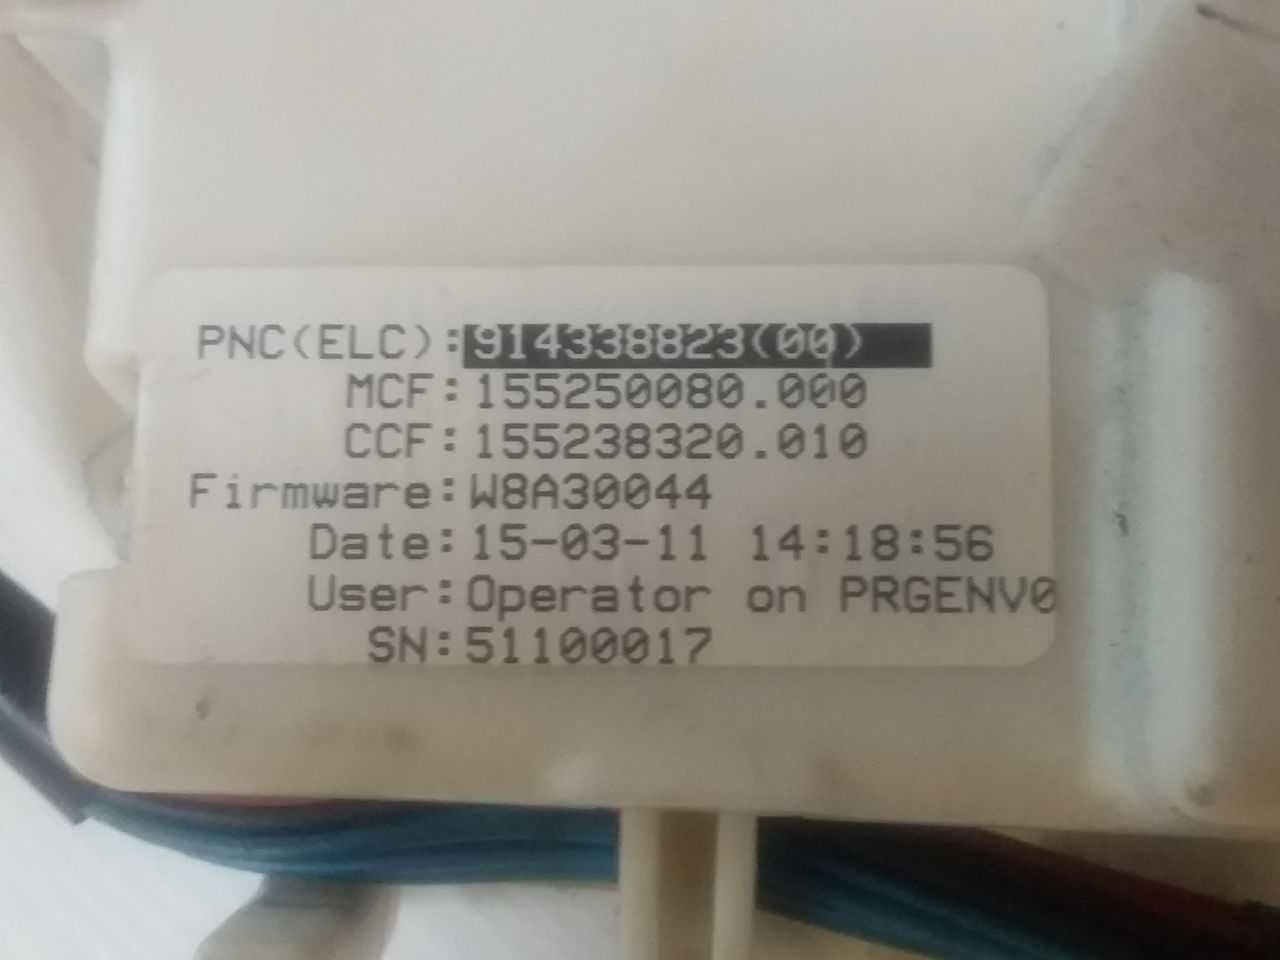 PNC(ELC):914338823(00)
MCF:155250080.000
CCF:155238320.010
Firmware:W8A30044
Date:15-03-11 14:18:56
User:Operator on PRGENV0
SN:51100017